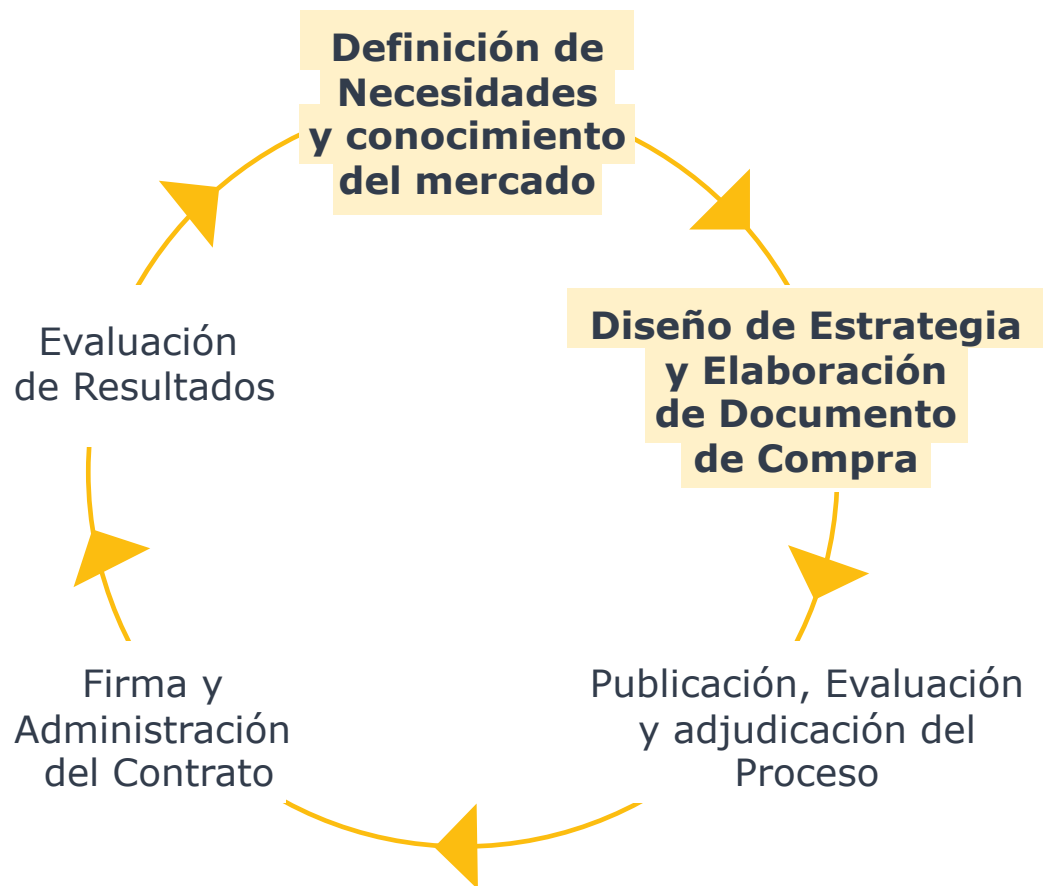 Definición de
Necesidades
y conocimiento
del mercado
Diseño de Estrategia
y Elaboración
de Documento
de Compra
Publicación, Evaluación
y adjudicación del
Proceso
Firma y
Administración
del Contrato
Evaluación
de Resultados